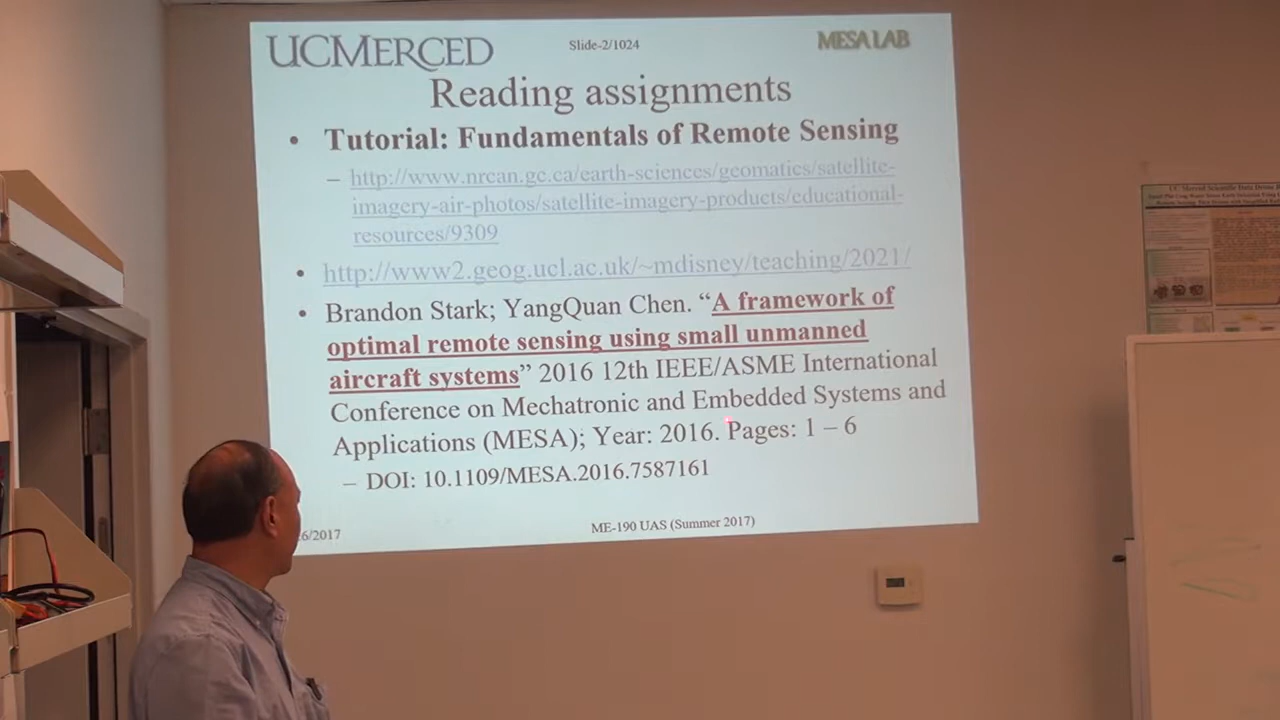 UCMERCED
Slide-2/1024
MESA LAB
Reading assignments
• Tutorial: Fundamentals of Remote Sensing
– http://www.nrcan.gc.ca/earth-sciences/geomatics/satellite-
imagery-air-photos/satellite-imagery-products/educational-
resources/9309
• http://www2.geog.ucl.ac.uk/~mdisney/teaching/2021/
• Brandon Stark; YangQuan Chen. “A framework of
optimal remote sensing using small unmanned
aircraft systems” 2016 12th IEEE/ASME International
Conference on Mechatronic and Embedded Systems and
Applications (MESA); Year: 2016. Pages: 1 – 6
– DOI: 10.1109/MESA.2016.7587161
6/2017
ME-190 UAS (Summer 2017)
UC Merced Scientific Data